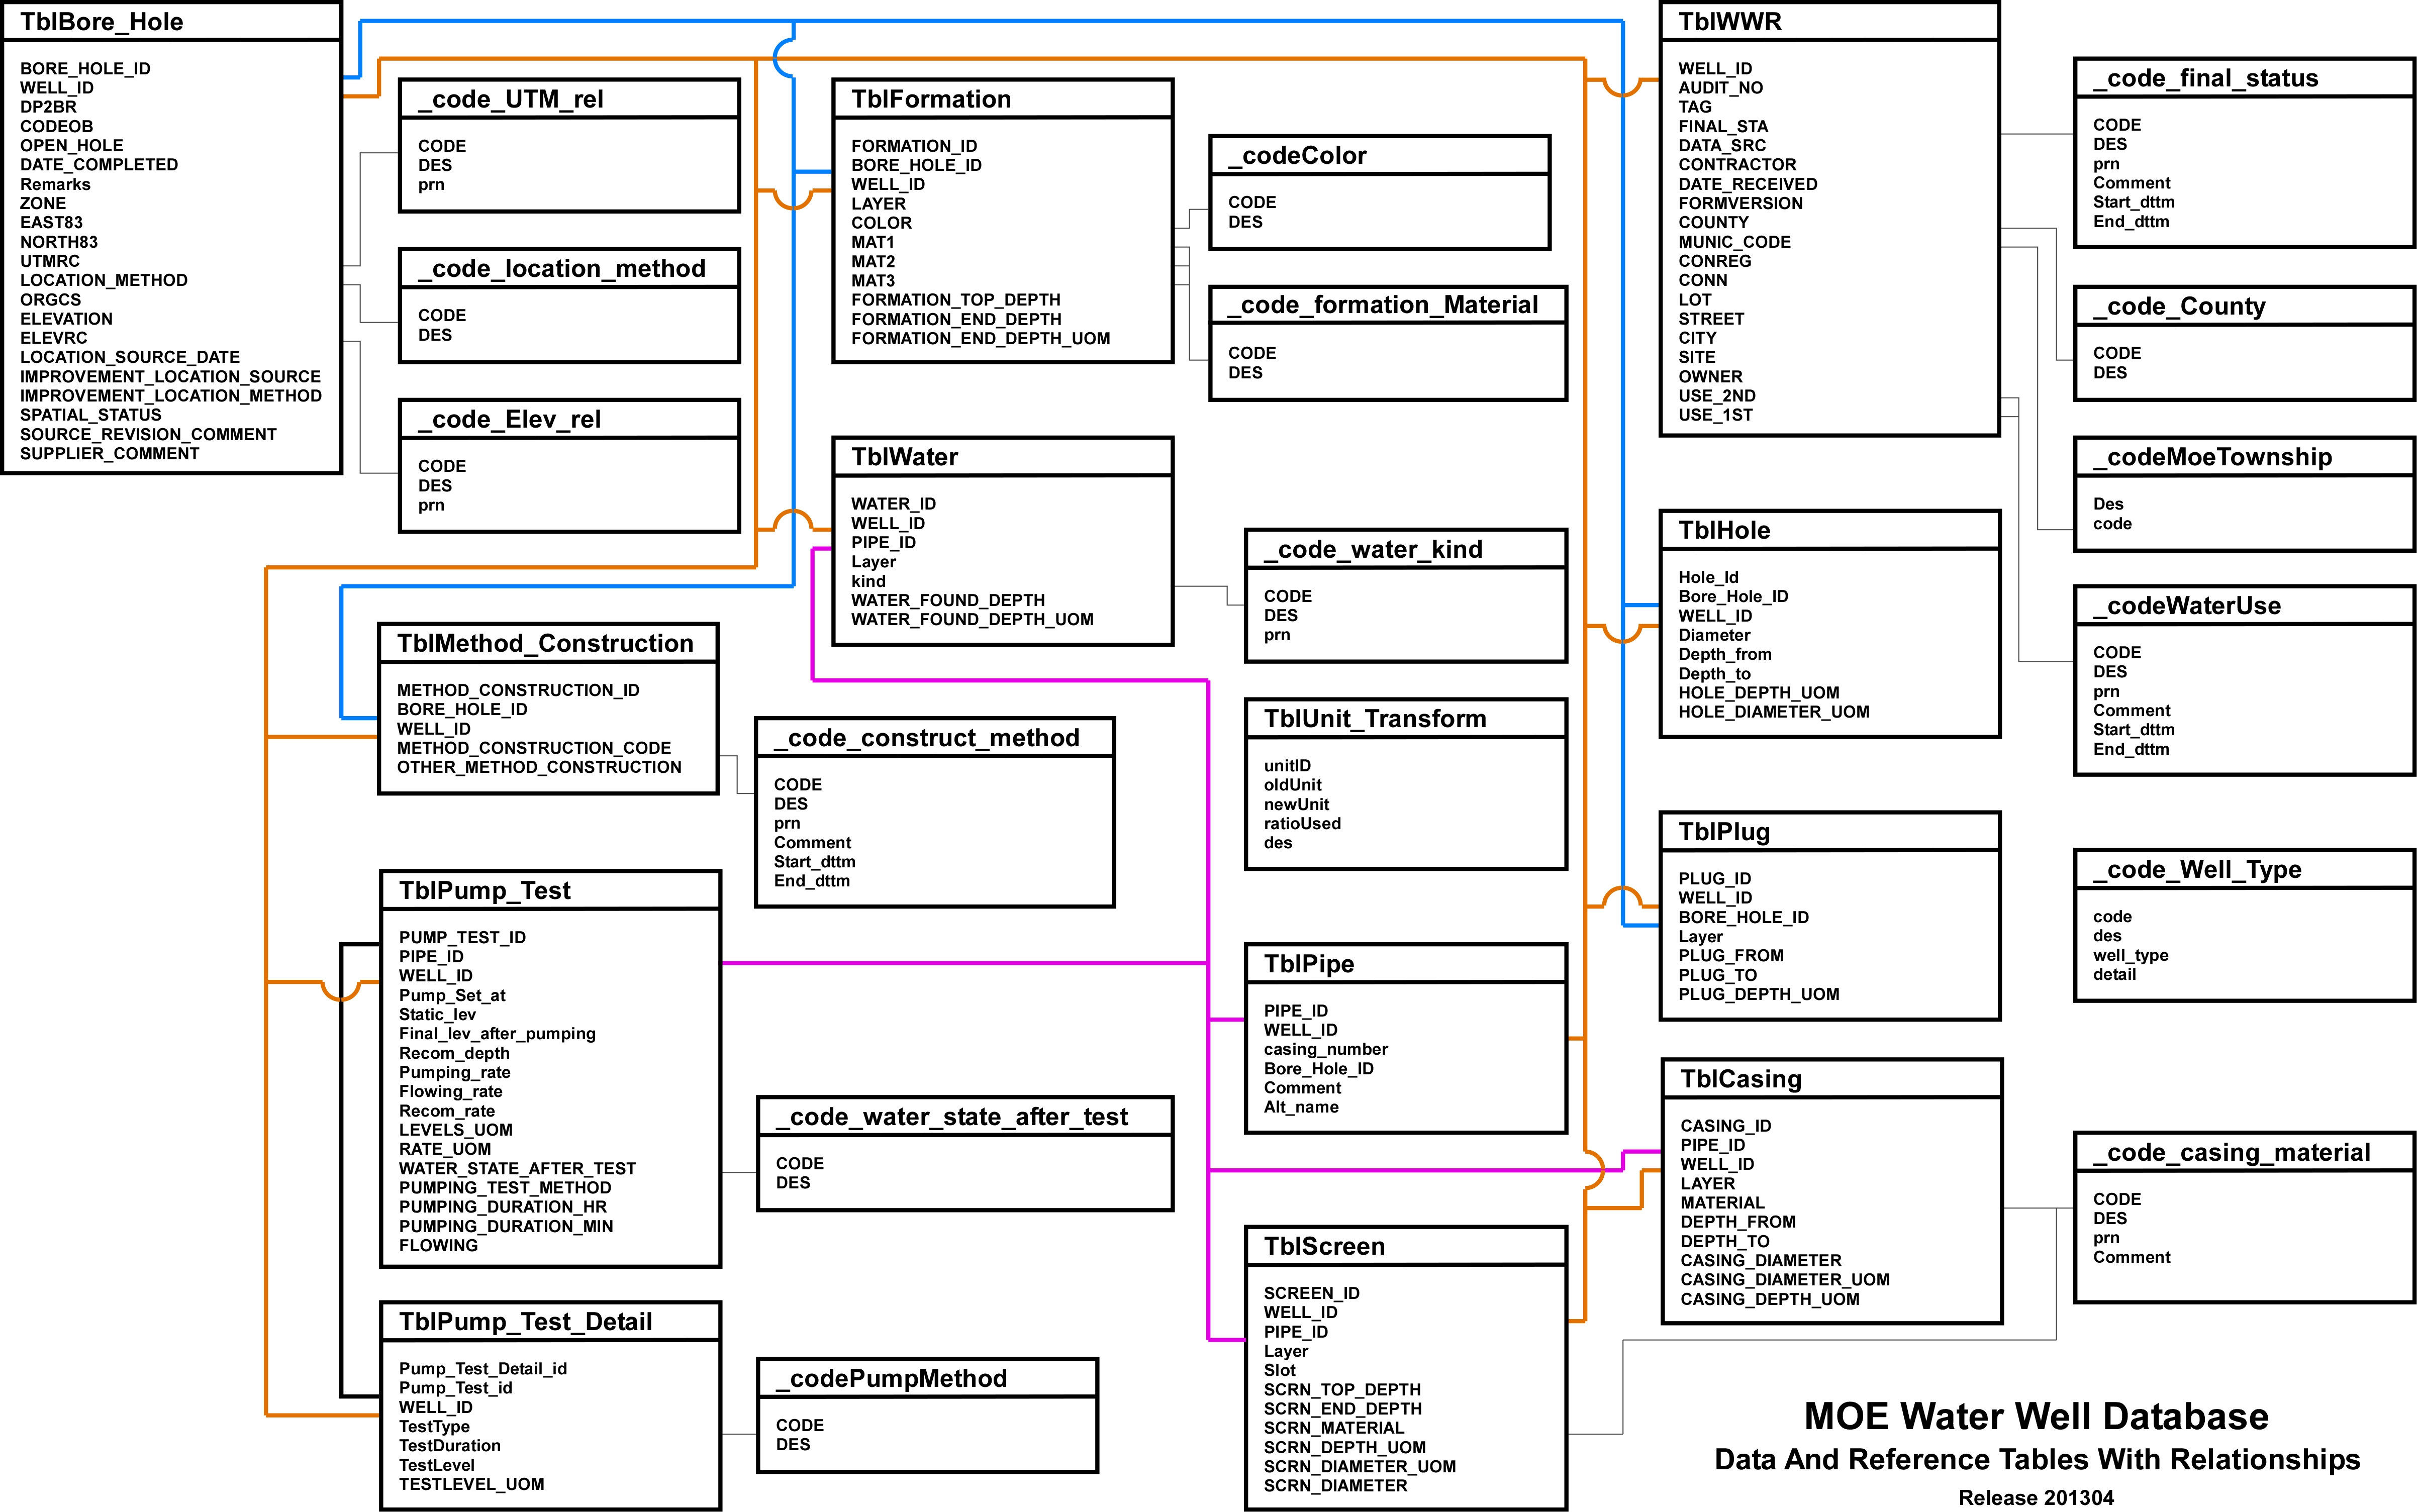 TblBore_Hole
BORE_HOLE_ID
WELL_ID
DP2BR
CODEOB
OPEN_HOLE
DATE_COMPLETED
Remarks
ZONE
EAST83
NORTH83
UTMRC
LOCATION_METHOD
ORGCS
ELEVATION
ELEVRC
LOCATION_SOURCE_DATE
IMPROVEMENT_LOCATION_SOURCE
IMPROVEMENT_LOCATION_METHOD
SPATIAL_STATUS
SOURCE_REVISION_COMMENT
SUPPLIER_COMMENT
_code_UTM_rel
CODE
DES
prn
_code_location_method
CODE
DES
_code_Elev_rel
CODE
DES
prn
TblMethod_Construction
METHOD_CONSTRUCTION_ID
BORE_HOLE_ID
WELL_ID
METHOD_CONSTRUCTION_CODE
OTHER_METHOD_CONSTRUCTION
_code_construct_method
CODE
DES
prn
Comment
Start_dttm
End_dttm
TblPump_Test
PUMP_TEST_ID
PIPE_ID
WELL_ID
Pump_Set_at
Static_lev
Final_lev_after_pumping
Recom_depth
Pumping_rate
Flowing_rate
Recom_rate
LEVELS_UOM
RATE_UOM
WATER_STATE_AFTER_TEST
PUMPING_TEST_METHOD
PUMPING_DURATION_HR
PUMPING_DURATION_MIN
FLOWING
_code_water_state_after_test
CODE
DES
TblPump_Test_Detail
Pump_Test_Detail_id
Pump_Test_id
WELL_ID
TestType
TestDuration
TestLevel
TESTLEVEL_UOM
_codePumpMethod
CODE
DES
TblFormation
FORMATION_ID
BORE_HOLE_ID
WELL_ID
LAYER
COLOR
MAT1
MAT2
MAT3
FORMATION_TOP_DEPTH
FORMATION_END_DEPTH
FORMATION_END_DEPTH_UOM
_codeColor
CODE
DES
_code_formation_Material
CODE
DES
TblWater
WATER_ID
WELL_ID
PIPE_ID
Layer
kind
WATER_FOUND_DEPTH
WATER_FOUND_DEPTH_UOM
_code_water_kind
CODE
DES
prn
TblUnit_Transform
unitID
oldUnit
newUnit
ratioUsed
des
TblPipe
PIPE_ID
WELL_ID
casing_number
Bore_Hole_ID
Comment
Alt_name
TblScreen
SCREEN_ID
WELL_ID
PIPE_ID
Layer
Slot
SCRN_TOP_DEPTH
SCRN_END_DEPTH
SCRN_MATERIAL
SCRN_DEPTH_UOM
SCRN_DIAMETER_UOM
SCRN_DIAMETER
TblWWR
WELL_ID
AUDIT_NO
TAG
FINAL_STA
DATA_SRC
CONTRACTOR
DATE_RECEIVED
FORMVERSION
COUNTY
MUNIC_CODE
CONREG
CONN
LOT
STREET
CITY
SITE
OWNER
USE_2ND
USE_1ST
TblHole
Hole_Id
Bore_Hole_ID
WELL_ID
Diameter
Depth_from
Depth_to
HOLE_DEPTH_UOM
HOLE_DIAMETER_UOM
TblPlug
PLUG_ID
WELL_ID
BORE_HOLE_ID
Layer
PLUG_FROM
PLUG_TO
PLUG_DEPTH_UOM
TblCasing
CASING_ID
PIPE_ID
WELL_ID
LAYER
MATERIAL
DEPTH_FROM
DEPTH_TO
CASING_DIAMETER
CASING_DIAMETER_UOM
CASING_DEPTH_UOM
_code_final_status
CODE
DES
prn
Comment
Start_dttm
End_dttm
_code_County
CODE
DES
_codeMoeTownship
Des
code
_codeWaterUse
CODE
DES
prn
Comment
Start_dttm
End_dttm
_code_Well_Type
code
des
well_type
detail
_code_casing_material
CODE
DES
prn
Comment
MOE Water Well Database
Data And Reference Tables With Relationships
Release 201304